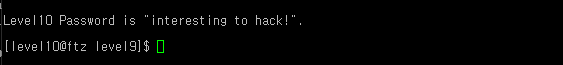 Level10 Password is "interesting to hack!".
[level10@ftz level9]$